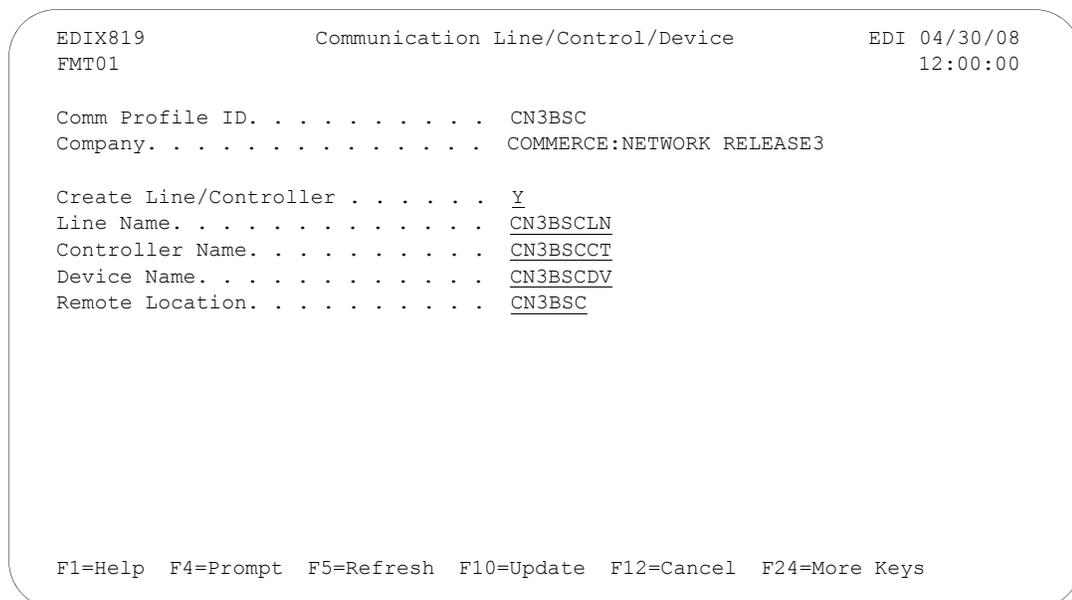 EDIX819 Communication Line/Control/Device EDI 04/30/08
FMT01 12:00:00
Comm Profile ID. . . . . . . . . . CN3BSC
Company. . . . . . . . . . . . . . COMMERCE:NETWORK RELEASE3
Create Line/Controller . . . . . . Y
Line Name. . . . . . . . . . . . . CN3BSCLN
Controller Name. . . . . . . . . . CN3BSCCT
Device Name. . . . . . . . . . . . CN3BSCDV
Remote Location. . . . . . . . . . CN3BSC
F1=Help F4=Prompt F5=Refresh F10=Update F12=Cancel F24=More Keys